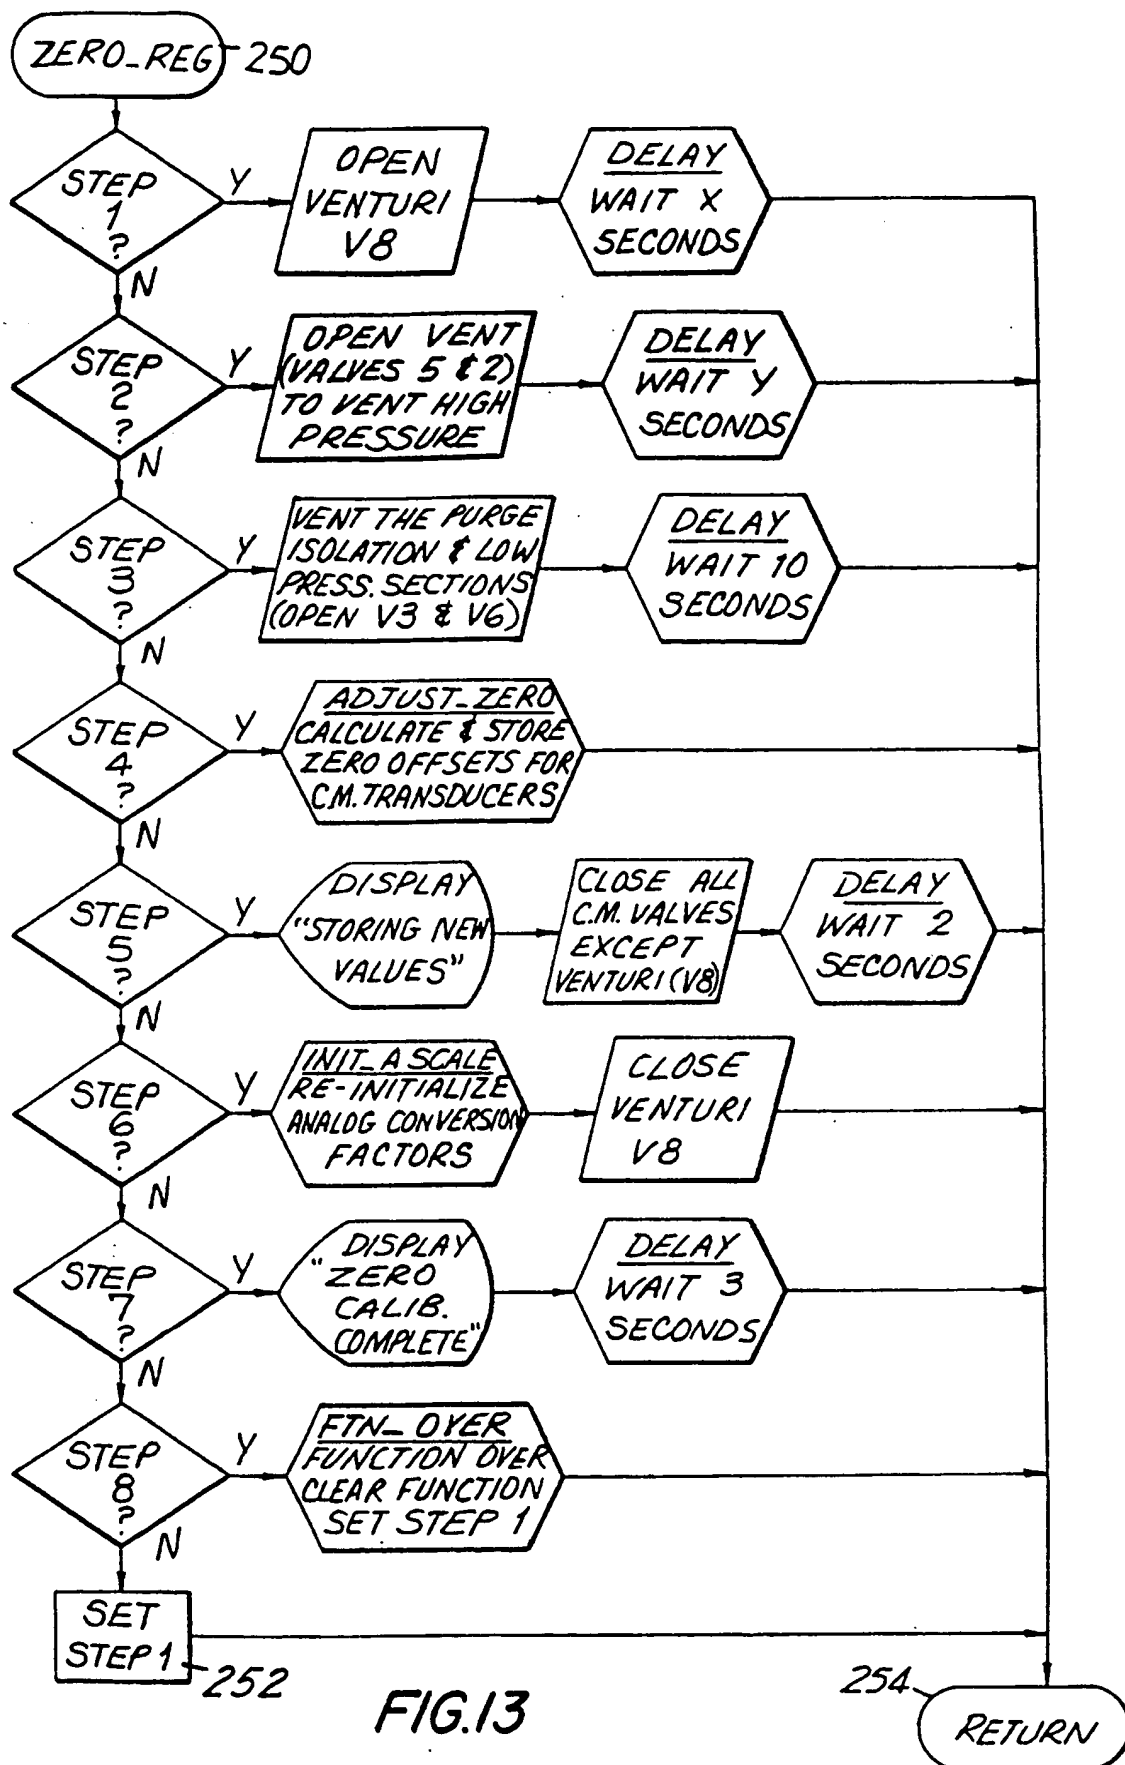 ZERO_REG 250
STEP
1
?
Y
N
OPEN
VENTURI
V8
DELAY
WAIT X
SECONDS
STEP
2
?
Y
N
OPEN VENT
(VALVES 5 & 2)
TO VENT HIGH
PRESSURE
DELAY
WAIT Y
SECONDS
STEP
3
?
Y
N
VENT THE PURGE
ISOLATION & LOW
PRESS. SECTIONS
(OPEN V3 & V6)
DELAY
WAIT 10
SECONDS
STEP
4
?
Y
N
ADJUST_ZERO
CALCULATE & STORE
ZERO OFFSETS FOR
C.M. TRANSDUCERS
STEP
5
?
Y
N
DISPLAY
"STORING NEW
VALUES"
CLOSE ALL
C.M. VALVES
EXCEPT
VENTURI (V8)
DELAY
WAIT 2
SECONDS
STEP
6
?
Y
N
INIT_A SCALE
RE-INITIALIZE
ANALOG CONVERSION
FACTORS
CLOSE
VENTURI
V8
STEP
7
?
Y
N
DISPLAY
"ZERO
CALIB.
COMPLETE"
DELAY
WAIT 3
SECONDS
STEP
8
?
Y
N
FTN_OYER
FUNCTION OVER
CLEAR FUNCTION
SET STEP 1
SET
STEP 1
252
254
RETURN
FIG.13